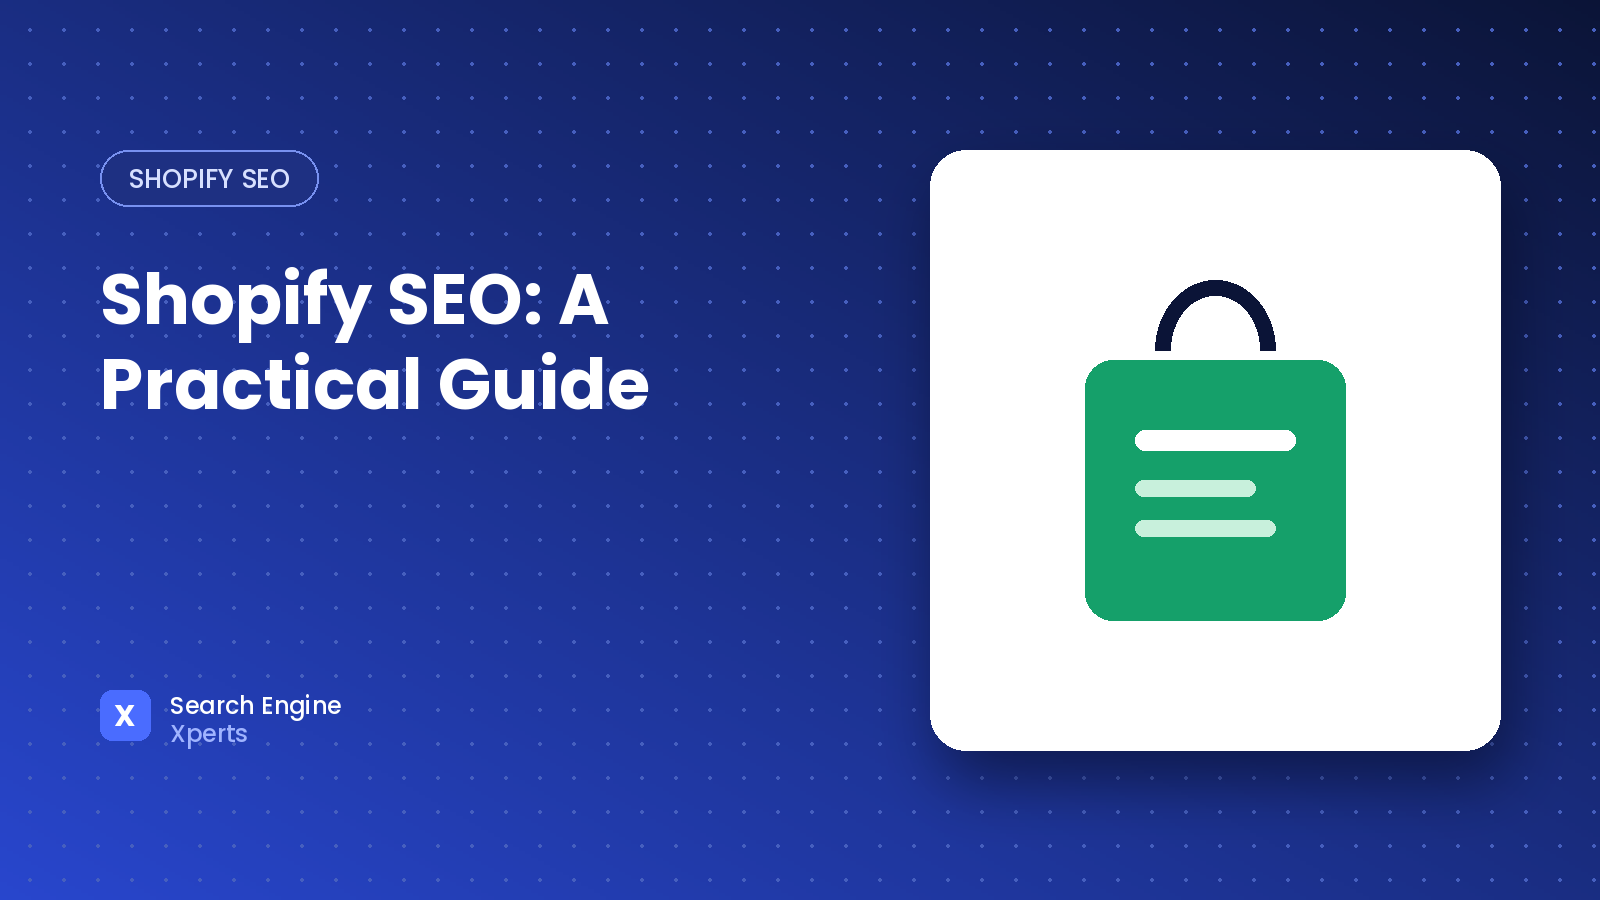 SHOPIFY SEO
Shopify SEO: A
Practical Guide
X
Search Engine
Xperts